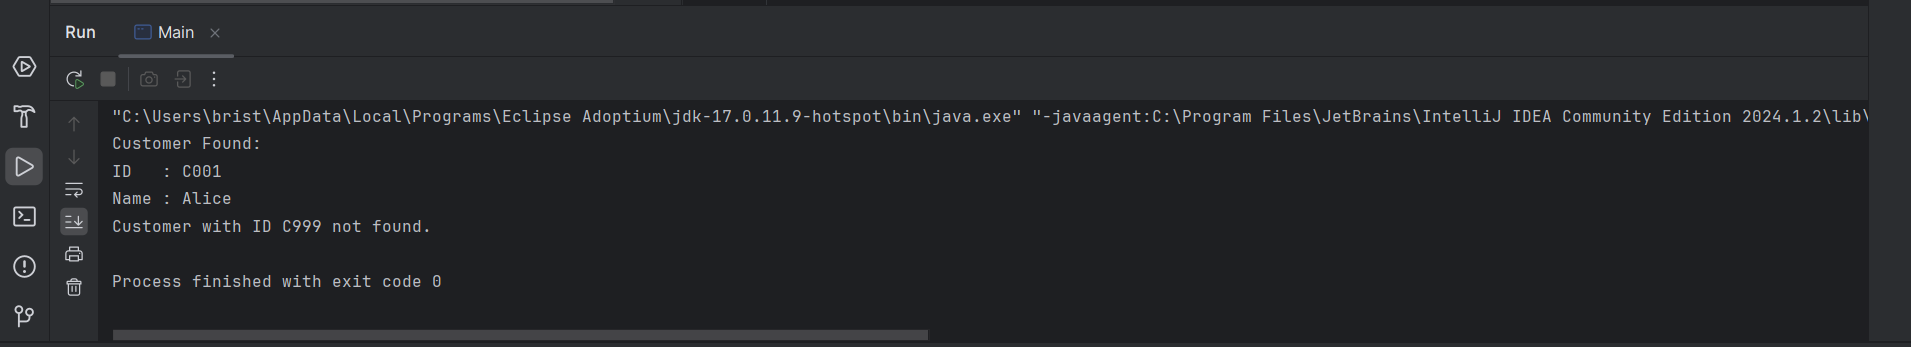 Run Main
"C:\Users\brist\AppData\Local\Programs\Eclipse Adoptium\jdk-17.0.11.9-hotspot\bin\java.exe" "-javaagent:C:\Program Files\JetBrains\IntelliJ IDEA Community Edition 2024.1.2\lib\
Customer Found:
ID   : C001
Name : Alice
Customer with ID C999 not found.
Process finished with exit code 0